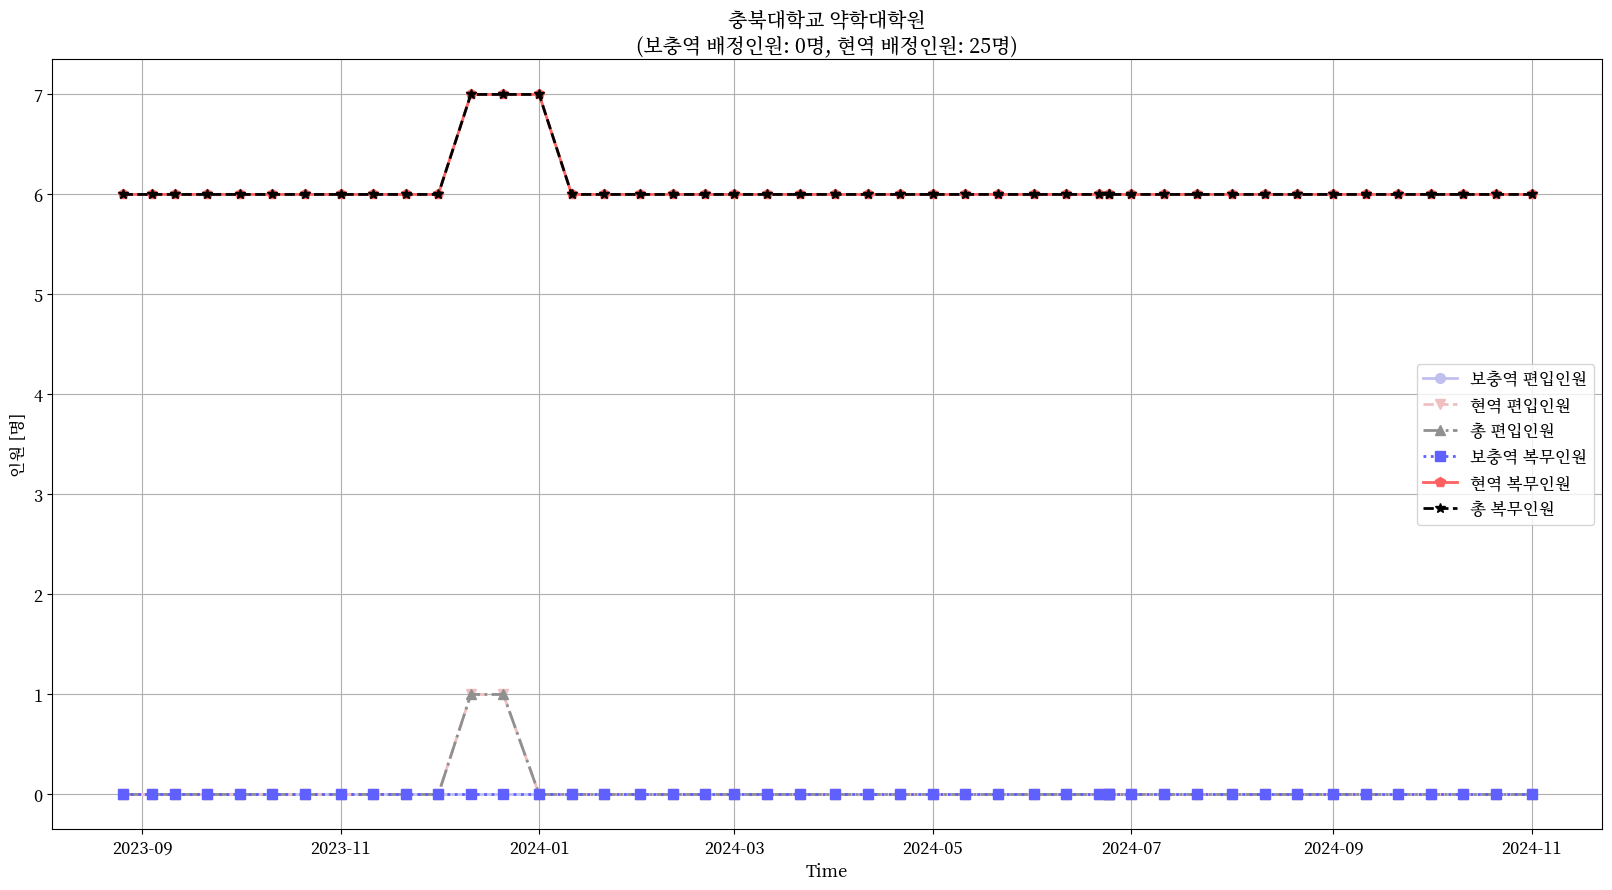 충북대학교 약학대학원
(보충역 배정인원: 0명, 현역 배정인원: 25명)
7
6
5
4
3
2
1
0
인원 [명]
보충역 편입인원
현역 편입인원
총 편입인원
보충역 복무인원
현역 복무인원
총 복무인원
2023-09
2023-11
2024-01
2024-03
2024-05
2024-07
2024-09
2024-11
Time